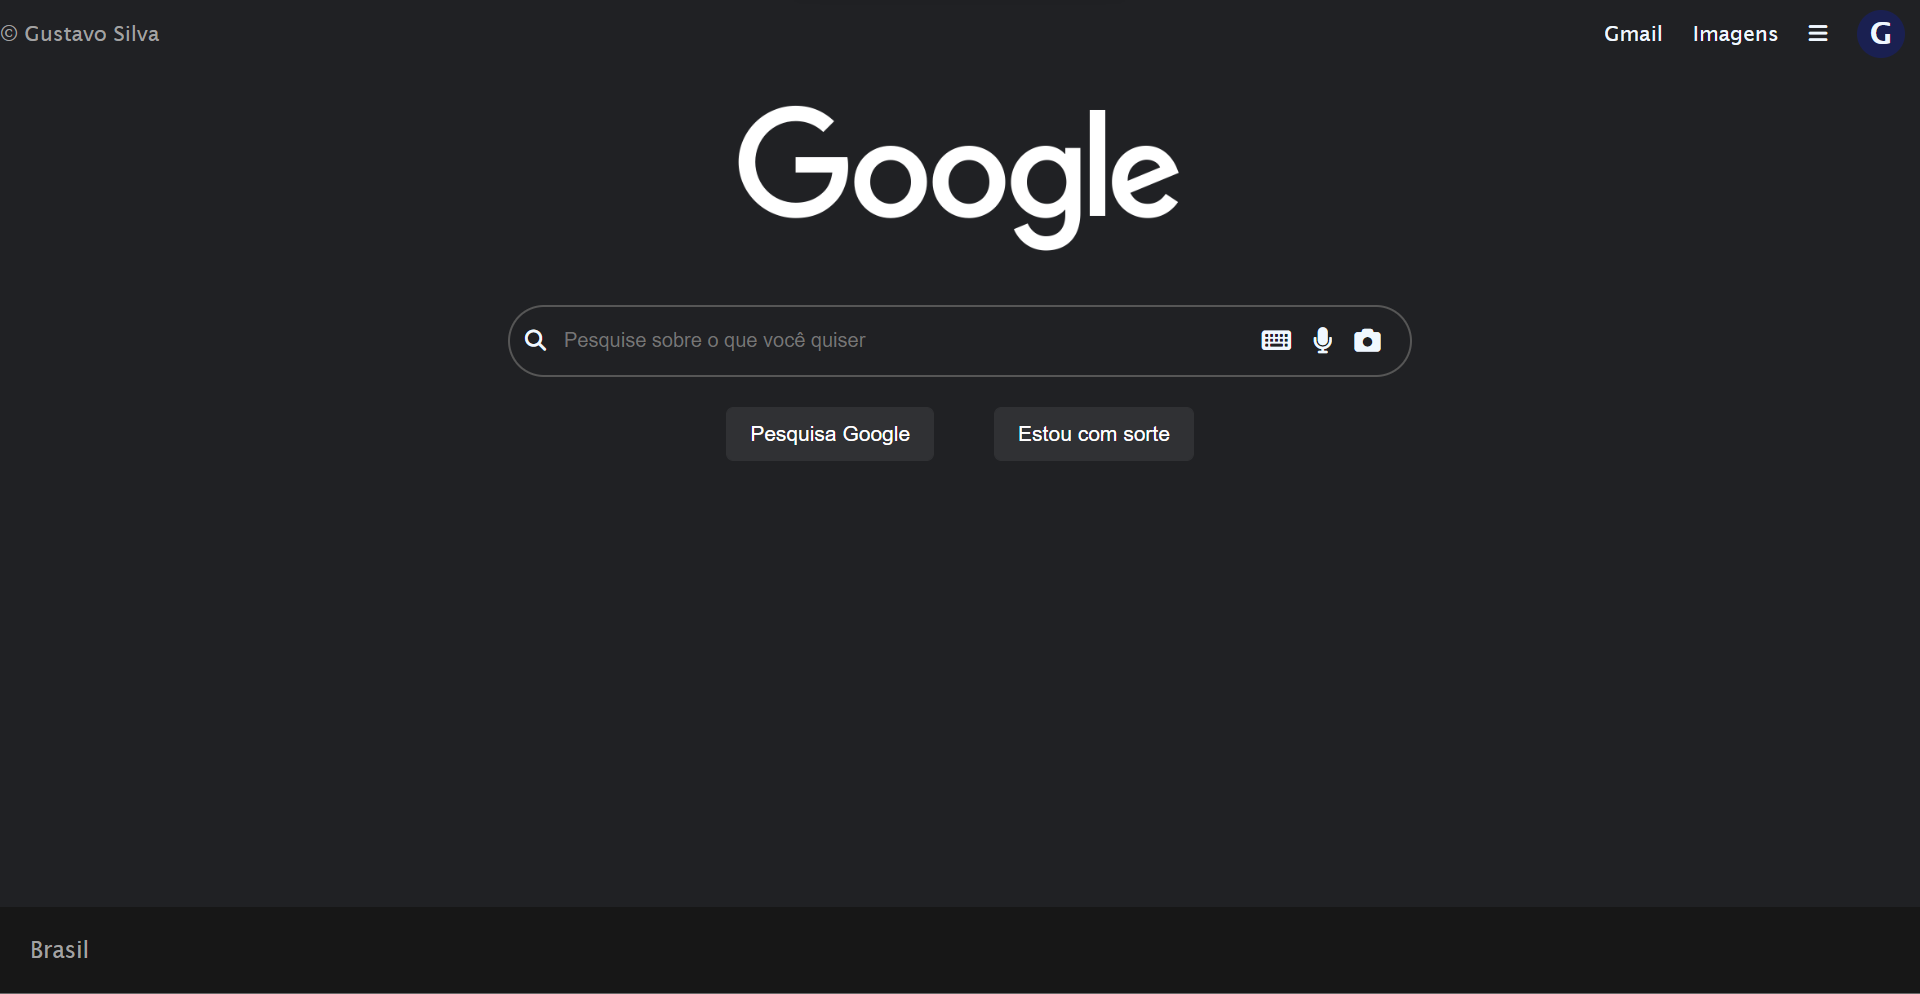 © Gustavo Silva
Gmail
Imagens
G
Google
Pesquise sobre o que você quiser
Pesquisa Google
Estou com sorte
Brasil